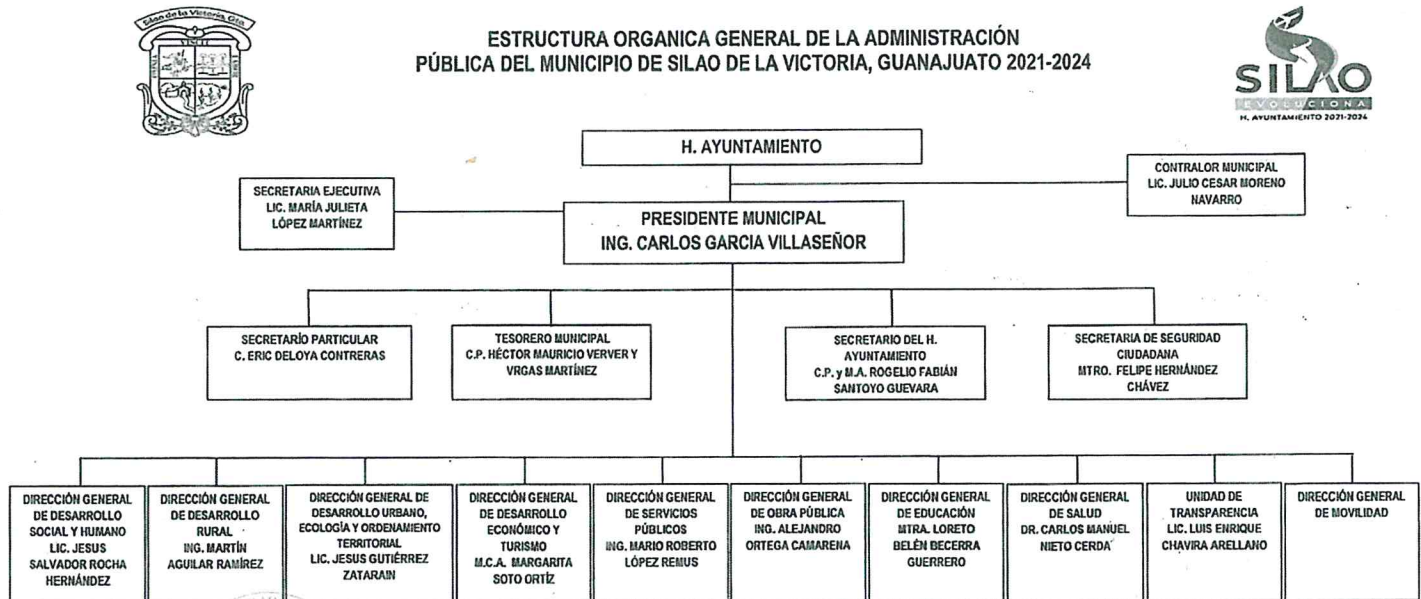 Silao de la Victoria, Gto.
ESTRUCTURA ORGANICA GENERAL DE LA ADMINISTRACIÓN
PÚBLICA DEL MUNICIPIO DE SILAO DE LA VICTORIA, GUANAJUATO 2021-2024
SILAO
EVOLUCIONA
H. AYUNTAMIENTO 2021-2024
H. AYUNTAMIENTO
CONTRALOR MUNICIPAL
LIC. JULIO CESAR MORENO
NAVARRO
SECRETARIA EJECUTIVA
LIC. MARÍA JULIETA
LÓPEZ MARTÍNEZ
PRESIDENTE MUNICIPAL
ING. CARLOS GARCIA VILLASEÑOR
SECRETARÍO PARTICULAR
C. ERIC DELOYA CONTRERAS
TESORERO MUNICIPAL
C.P. HÉCTOR MAURICIO VERVER Y
VRGAS MARTÍNEZ
SECRETARIO DEL H.
AYUNTAMIENTO
C.P. y M.A. ROGELIO FABIÁN
SANTOYO GUEVARA
SECRETARIA DE SEGURIDAD
CIUDADANA
MTRO. FELIPE HERNÁNDEZ
CHÁVEZ
DIRECCIÓN GENERAL
DE DESARROLLO
SOCIAL Y HUMANO
LIC. JESUS
SALVADOR ROCHA
HERNÁNDEZ
DIRECCIÓN GENERAL
DE DESARROLLO
RURAL
ING. MARTÍN
AGUILAR RAMÍREZ
DIRECCIÓN GENERAL DE
DESARROLLO URBANO,
ECOLOGÍA Y ORDENAMIENTO
TERRITORIAL
LIC. JESUS GUTIÉRREZ
ZATARAIN
DIRECCIÓN GENERAL
DE DESARROLLO
ECONÓMICO Y
TURISMO
M.C.A. MARGARITA
SOTO ORTÍZ
DIRECCIÓN GENERAL
DE SERVICIOS
PÚBLICOS
ING. MARIO ROBERTO
LÓPEZ REMUS
DIRECCIÓN GENERAL
DE OBRA PÚBLICA
ING. ALEJANDRO
ORTEGA CAMARENA
DIRECCIÓN GENERAL
DE EDUCACIÓN
MTRA. LORETO
BELÉN BECERRA
GUERRERO
DIRECCIÓN GENERAL
DE SALUD
DR. CARLOS MANUEL
NIETO CERDA
UNIDAD DE
TRANSPARENCIA
LIC. LUIS ENRIQUE
CHAVIRA ARELLANO
DIRECCIÓN GENERAL
DE MOVILIDAD